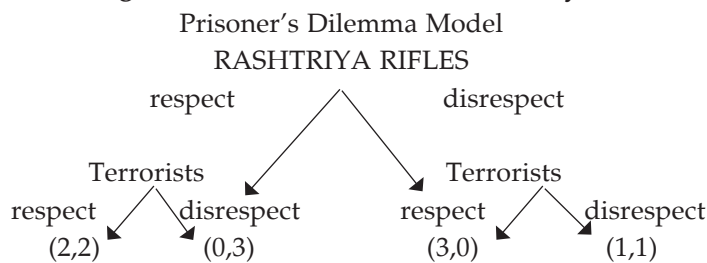 Prisoner's Dilemma Model
RASHTRIYA RIFLES
respect disrespect
Terrorists Terrorists
respect disrespect respect disrespect
(2,2) (0,3) (3,0) (1,1)